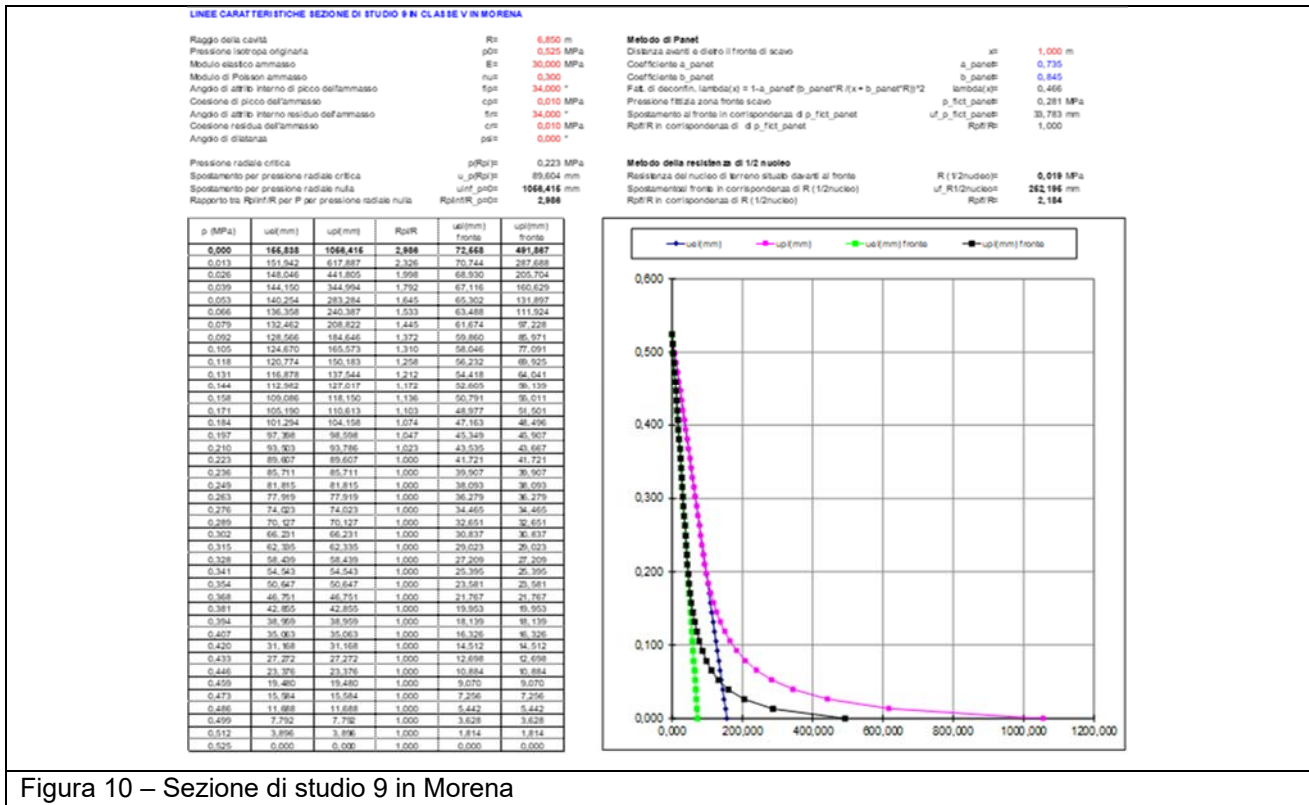 LINEE CARATTERISTICHE SEZIONE DI STUDIO 9 IN CLASSE V IN MORENA
Raggio della cavità R= 6,850 m
Pressione isotropa originaria p0= 0,525 MPa
Modulo elastico ammasso E= 30,000 MPa
Modulo di Poisson ammasso nu= 0,300
Angolo di attrito interno di picco dell'ammasso fip= 34,000 °
Coesione di picco dell'ammasso cp= 0,010 MPa
Angolo di attrito interno residuo dell'ammasso fir= 34,000 °
Coesione residua dell'ammasso cr= 0,010 MPa
Angolo di dilatanza psi= 0,000 °
Pressione radiale critica p(Rpl)= 0,223 MPa
Spostamento per pressione radiale critica u_p(Rpl)= 89,604 mm
Spostamento per pressione radiale nulla uinf_p=0= 1056,415 mm
Rapporto tra Rplinf/R per P per pressione radiale nulla Rplinf/R_p=0= 2,986
Metodo di Panet
Distanza avanti e dietro il fronte di scavo x= 1,000 m
Coefficiente a_panet a_panet= 0,735
Coefficiente b_panet b_panet= 0,845
Fatt. di deconfin. lambda(x) = 1-a_panet*(b_panet*R/(x + b_panet*R))^2 lambda(x)= 0,466
Pressione fittizia zona fronte scavo p_fict_panet= 0,281 MPa
Spostamento al fronte in corrispondenza di p_fict_panet uf_p_fict_panet= 33,783 mm
Rplf/R in corrispondenza di di p_fict_panet Rplf/R= 1,000
Metodo della resistenza di 1/2 nucleo
Resistenza del nucleo di terreno situato davanti al fronte R (1/2nucleo)= 0,019 MPa
Spostamentoal fronte in corrispondenza di R (1/2nucleo) uf_R1/2nucleo= 252,195 mm
Rplf/R in corrispondenza di R (1/2nucleo) Rplf/R= 2,184
p (MPa) uel(mm) upl(mm) Rpl/R uel(mm) fronte upl(mm) fronte
0,000 155,838 1056,415 2,986 72,558 491,867
0,013 151,942 617,887 2,326 70,744 287,688
0,026 148,046 441,805 1,998 68,930 205,704
0,039 144,150 344,994 1,792 67,116 160,629
0,053 140,254 283,284 1,645 65,302 131,897
0,066 136,358 240,387 1,533 63,488 111,924
0,079 132,462 208,822 1,445 61,674 97,228
0,092 128,566 184,646 1,372 59,860 85,971
0,105 124,670 165,573 1,310 58,046 77,091
0,118 120,774 150,183 1,258 56,232 69,925
0,131 116,878 137,544 1,212 54,418 64,041
0,144 112,982 127,017 1,172 52,605 59,139
0,158 109,086 118,150 1,136 50,791 55,011
0,171 105,190 110,613 1,103 48,977 51,501
0,184 101,294 104,158 1,074 47,163 48,496
0,197 97,398 98,598 1,047 45,349 45,907
0,210 93,503 93,786 1,023 43,535 43,667
0,223 89,607 89,607 1,000 41,721 41,721
0,236 85,711 85,711 1,000 39,907 39,907
0,249 81,815 81,815 1,000 38,093 38,093
0,263 77,919 77,919 1,000 36,279 36,279
0,276 74,023 74,023 1,000 34,465 34,465
0,289 70,127 70,127 1,000 32,651 32,651
0,302 66,231 66,231 1,000 30,837 30,837
0,315 62,335 62,335 1,000 29,023 29,023
0,328 58,439 58,439 1,000 27,209 27,209
0,341 54,543 54,543 1,000 25,395 25,395
0,354 50,647 50,647 1,000 23,581 23,581
0,368 46,751 46,751 1,000 21,767 21,767
0,381 42,855 42,855 1,000 19,953 19,953
0,394 38,959 38,959 1,000 18,139 18,139
0,407 35,063 35,063 1,000 16,326 16,326
0,420 31,168 31,168 1,000 14,512 14,512
0,433 27,272 27,272 1,000 12,698 12,698
0,446 23,376 23,376 1,000 10,884 10,884
0,459 19,480 19,480 1,000 9,070 9,070
0,473 15,584 15,584 1,000 7,256 7,256
0,486 11,688 11,688 1,000 5,442 5,442
0,499 7,792 7,792 1,000 3,628 3,628
0,512 3,896 3,896 1,000 1,814 1,814
0,525 0,000 0,000 1,000 0,000 0,000
uel(mm) upl(mm) uel(mm) fronte upl(mm) fronte
0,600
0,500
0,400
0,300
0,200
0,100
0,000
0,000 200,000 400,000 600,000 800,000 1000,000 1200,000
Figura 10 – Sezione di studio 9 in Morena